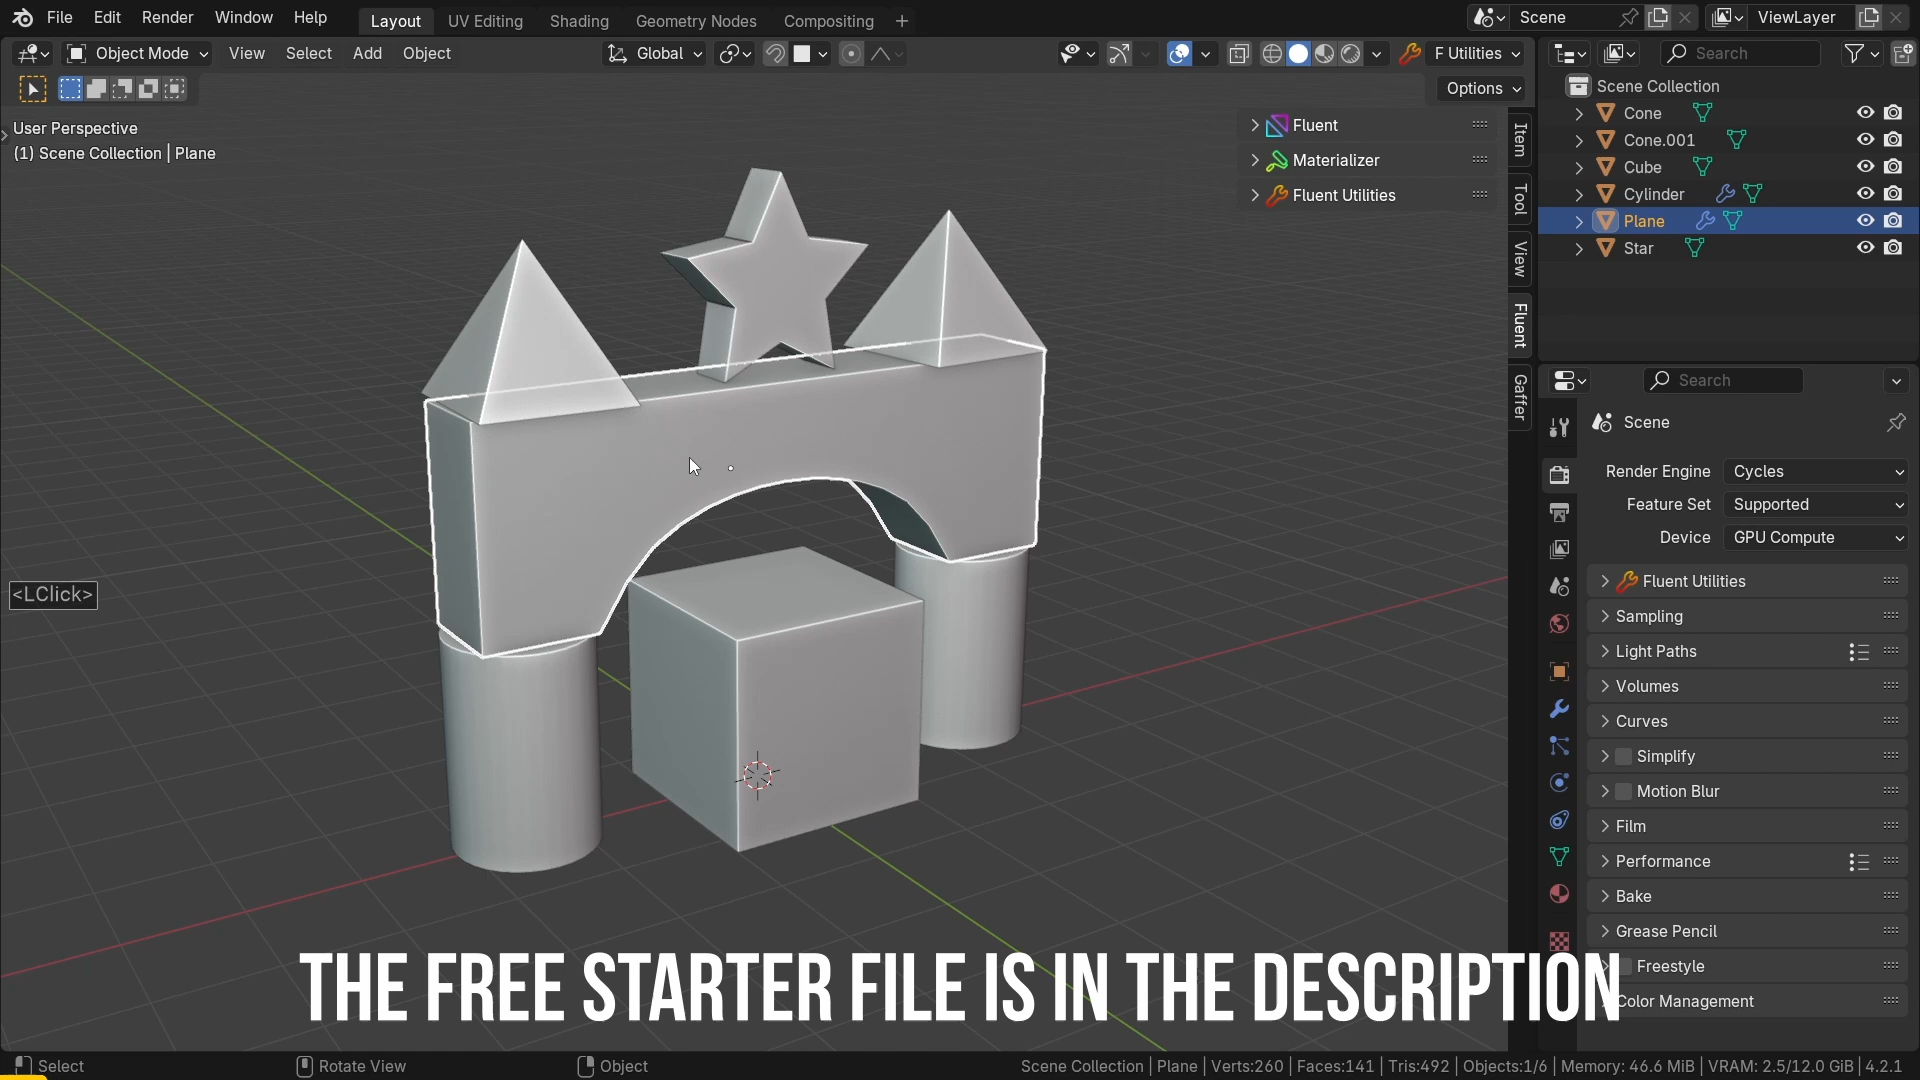 File Edit Render Window Help Layout UV Editing Shading Geometry Nodes Compositing + Scene ViewLayer
Object Mode View Select Add Object Global F Utilities Search
Options
User Perspective
(1) Scene Collection | Plane
Fluent
Materializer
Fluent Utilities
Item
Tool
View
Fluent
Gaffer
Scene Collection
Cone
Cone.001
Cube
Cylinder
Plane
Star
Search
Scene
Render Engine Cycles
Feature Set Supported
Device GPU Compute
Fluent Utilities
Sampling
Light Paths
Volumes
Curves
Simplify
Motion Blur
Film
Performance
Bake
Grease Pencil
Freestyle
Color Management
<LClick>
THE FREE STARTER FILE IS IN THE DESCRIPTION
Select Rotate View Object Scene Collection | Plane | Verts:260 | Faces:141 | Tris:492 | Objects:1/6 | Memory: 46.6 MiB | VRAM: 2.5/12.0 GiB | 4.2.1